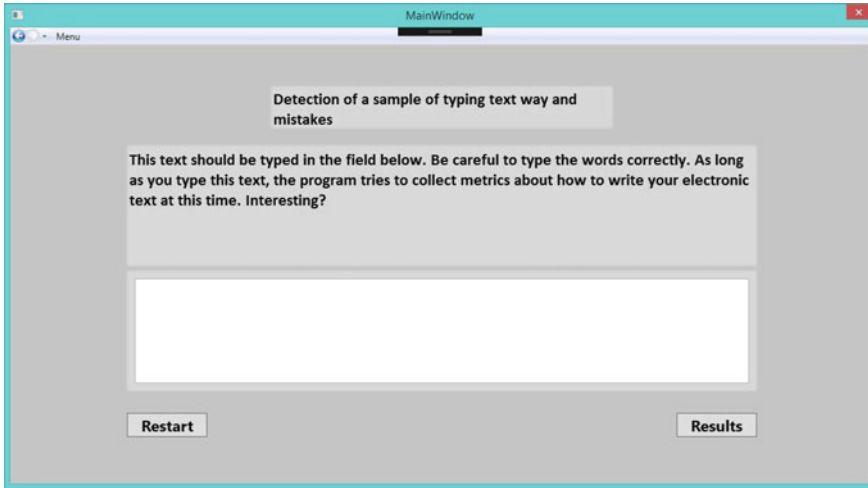 MainWindow
Menu
Detection of a sample of typing text way and
mistakes
This text should be typed in the field below. Be careful to type the words correctly. As long
as you type this text, the program tries to collect metrics about how to write your electronic
text at this time. Interesting?
Restart
Results